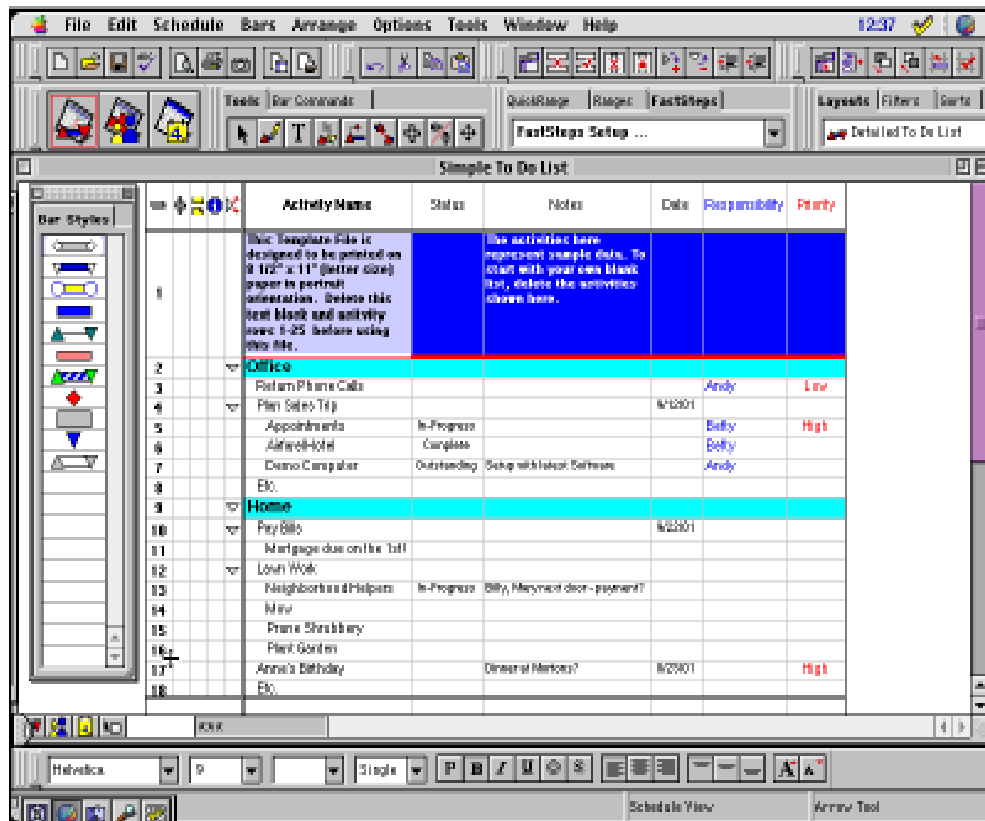 File Edit Schedule Bars Arrange Options Tools Window Help 12:37
Tools Bar Commands QuickRange Ranges FastSteps Layouts Filters Sorts
FastSteps Setup ... Detailed To Do List
Simple To Do List
Bar Styles
Activity Name Status Notes Date Responsibility Priority
1
This Template File is
designed to be printed on
8 1/2" x 11" (letter size)
paper in portrait
orientation. Delete this
text block and activity
rows 1-25 before using
this file.
The activities here
represent sample data. To
start with your own blank
list, delete the activities
shown here.
2 Office
3 Return Phone Calls Andy Low
4 Plan Sales Trip
5 Appointments In-Progress Betty High
6 Airfare/Hotel Complete Betty
7 Demo Computer Outstanding Setup with latest Software Andy
8 Etc.
9 Home
10 Pay Bills
11 Mortgage due on the 1st!
12 Lawn Work
13 Neighborhood Helpers In-Progress Billy, Mary next door - payment?
14 Mow
15 Prune Shrubbery
16 Plant Garden
17 Anne's Birthday Dinner at Mortons? High
18 Etc.
Helvetica 9 Single P B I U O S
Schedule View Arrow Tool